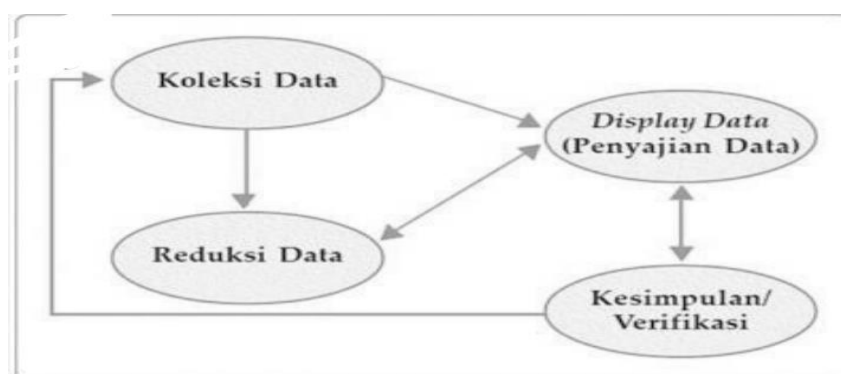 Koleksi Data
Display Data
(Penyajian Data)
Reduksi Data
Kesimpulan/
Verifikasi